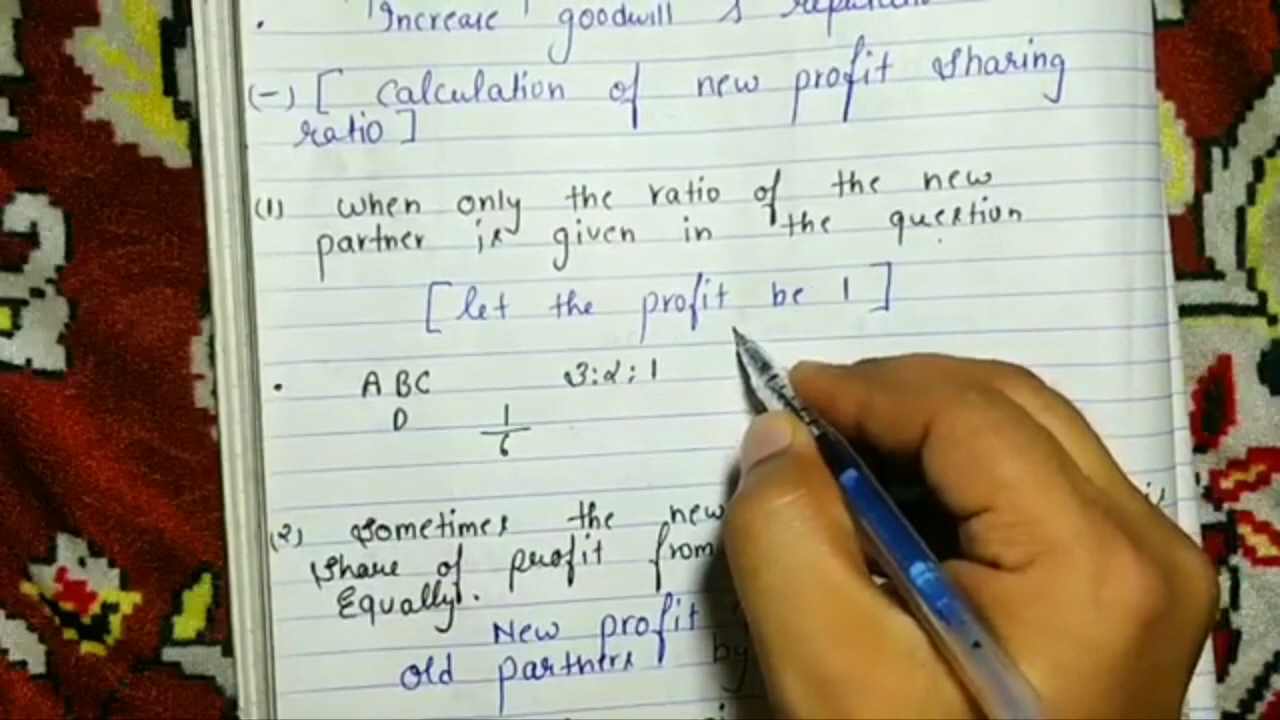 Increase goodwill &
(-) [ Calculation of new profit sharing
ratio ]
(1) when only the ratio of the new
partner is given in the question
[ let the profit be 1 ]
• A B C 3:2:1
D 1/6
(2) Sometimes the new
share of profit from
Equally.
New profit
old partners by